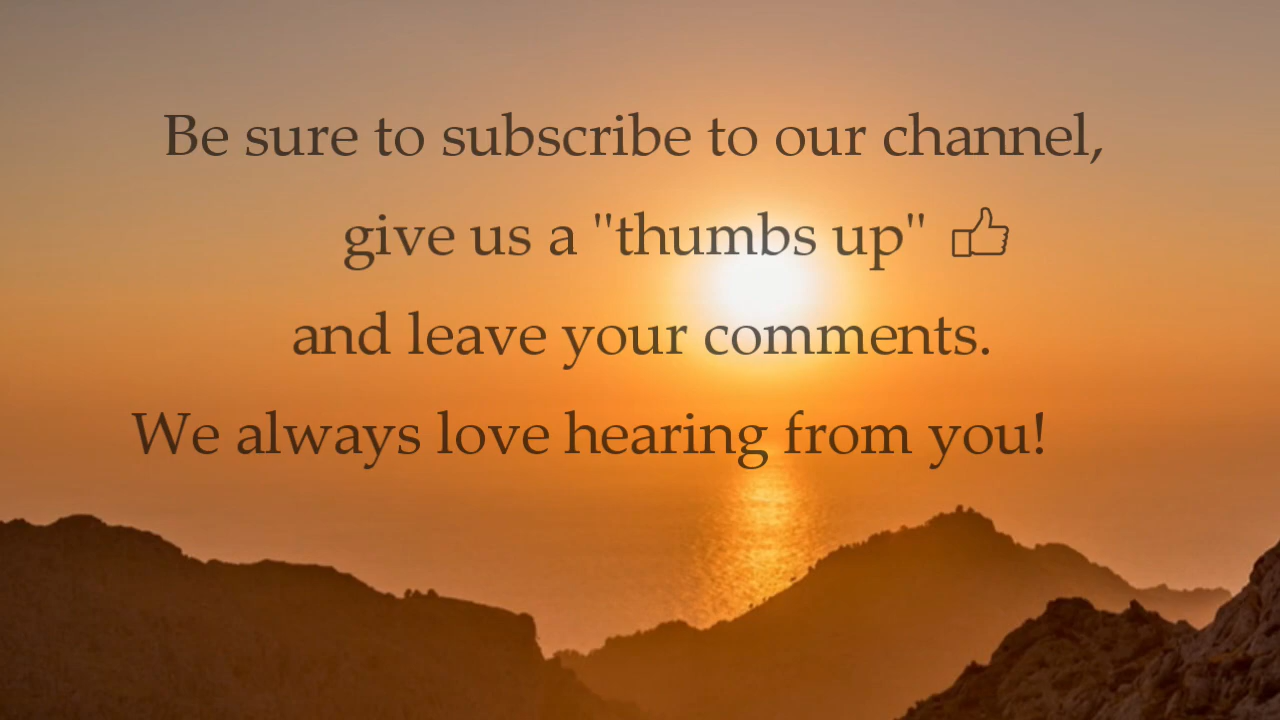 Be sure to subscribe to our channel,
give us a "thumbs up" 👍
and leave your comments.
We always love hearing from you!